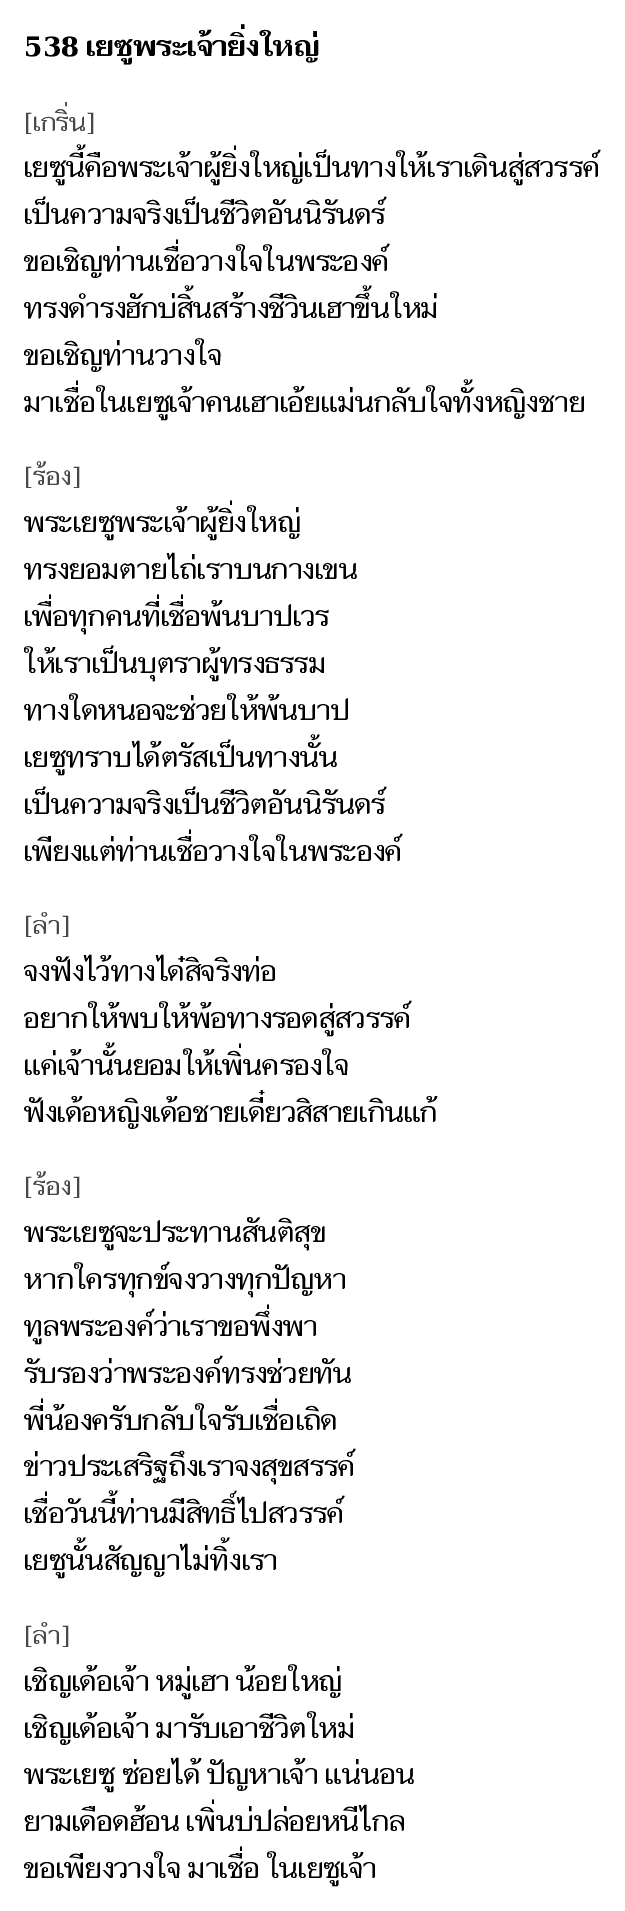 538 เยซูพระเจ้ายิ่งใหญ่
[เกริ่น]
เยซูนี้คือพระเจ้าผู้ยิ่งใหญ่เป็นทางให้เราเดินสู่สวรรค์
เป็นความจริงเป็นชีวิตอันนิรันดร์
ขอเชิญท่านเชื่อวางใจในพระองค์
ทรงดำรงฮักบ่สิ้นสร้างชีวินเฮาขึ้นใหม่
ขอเชิญท่านวางใจ
มาเชื่อในเยซูเจ้าคนเฮาเอ้ยแม่นกลับใจทั้งหญิงชาย
[ร้อง]
พระเยซูพระเจ้าผู้ยิ่งใหญ่
ทรงยอมตายไถ่เราบนกางเขน
เพื่อทุกคนที่เชื่อพ้นบาปเวร
ให้เราเป็นบุตราผู้ทรงธรรม
ทางใดหนอจะช่วยให้พ้นบาป
เยซูทราบได้ตรัสเป็นทางนั้น
เป็นความจริงเป็นชีวิตอันนิรันดร์
เพียงแต่ท่านเชื่อวางใจในพระองค์
[ลำ]
จงฟังไว้ทางได๋สิจริงท่อ
อยากให้พบให้พ้อทางรอดสู่สวรรค์
แค่เจ้านั้นยอมให้เพิ่นครองใจ
ฟังเด้อหญิงเด้อชายเดี๋ยวสิสายเกินแก้
[ร้อง]
พระเยซูจะประทานสันติสุข
หากใครทุกข์จงวางทุกปัญหา
ทูลพระองค์ว่าเราขอพึ่งพา
รับรองว่าพระองค์ทรงช่วยทัน
พี่น้องครับกลับใจรับเชื่อเถิด
ข่าวประเสริฐถึงเราจงสุขสรรค์
เชื่อวันนี้ท่านมีสิทธิ์ไปสวรรค์
เยซูนั้นสัญญาไม่ทิ้งเรา
[ลำ]
เชิญเด้อเจ้า หมู่เฮา น้อยใหญ่
เชิญเด้อเจ้า มารับเอาชีวิตใหม่
พระเยซู ซ่อยได้ ปัญหาเจ้า แน่นอน
ยามเดือดฮ้อน เพิ่นบ่ปล่อยหนีไกล
ขอเพียงวางใจ มาเชื่อ ในเยซูเจ้า